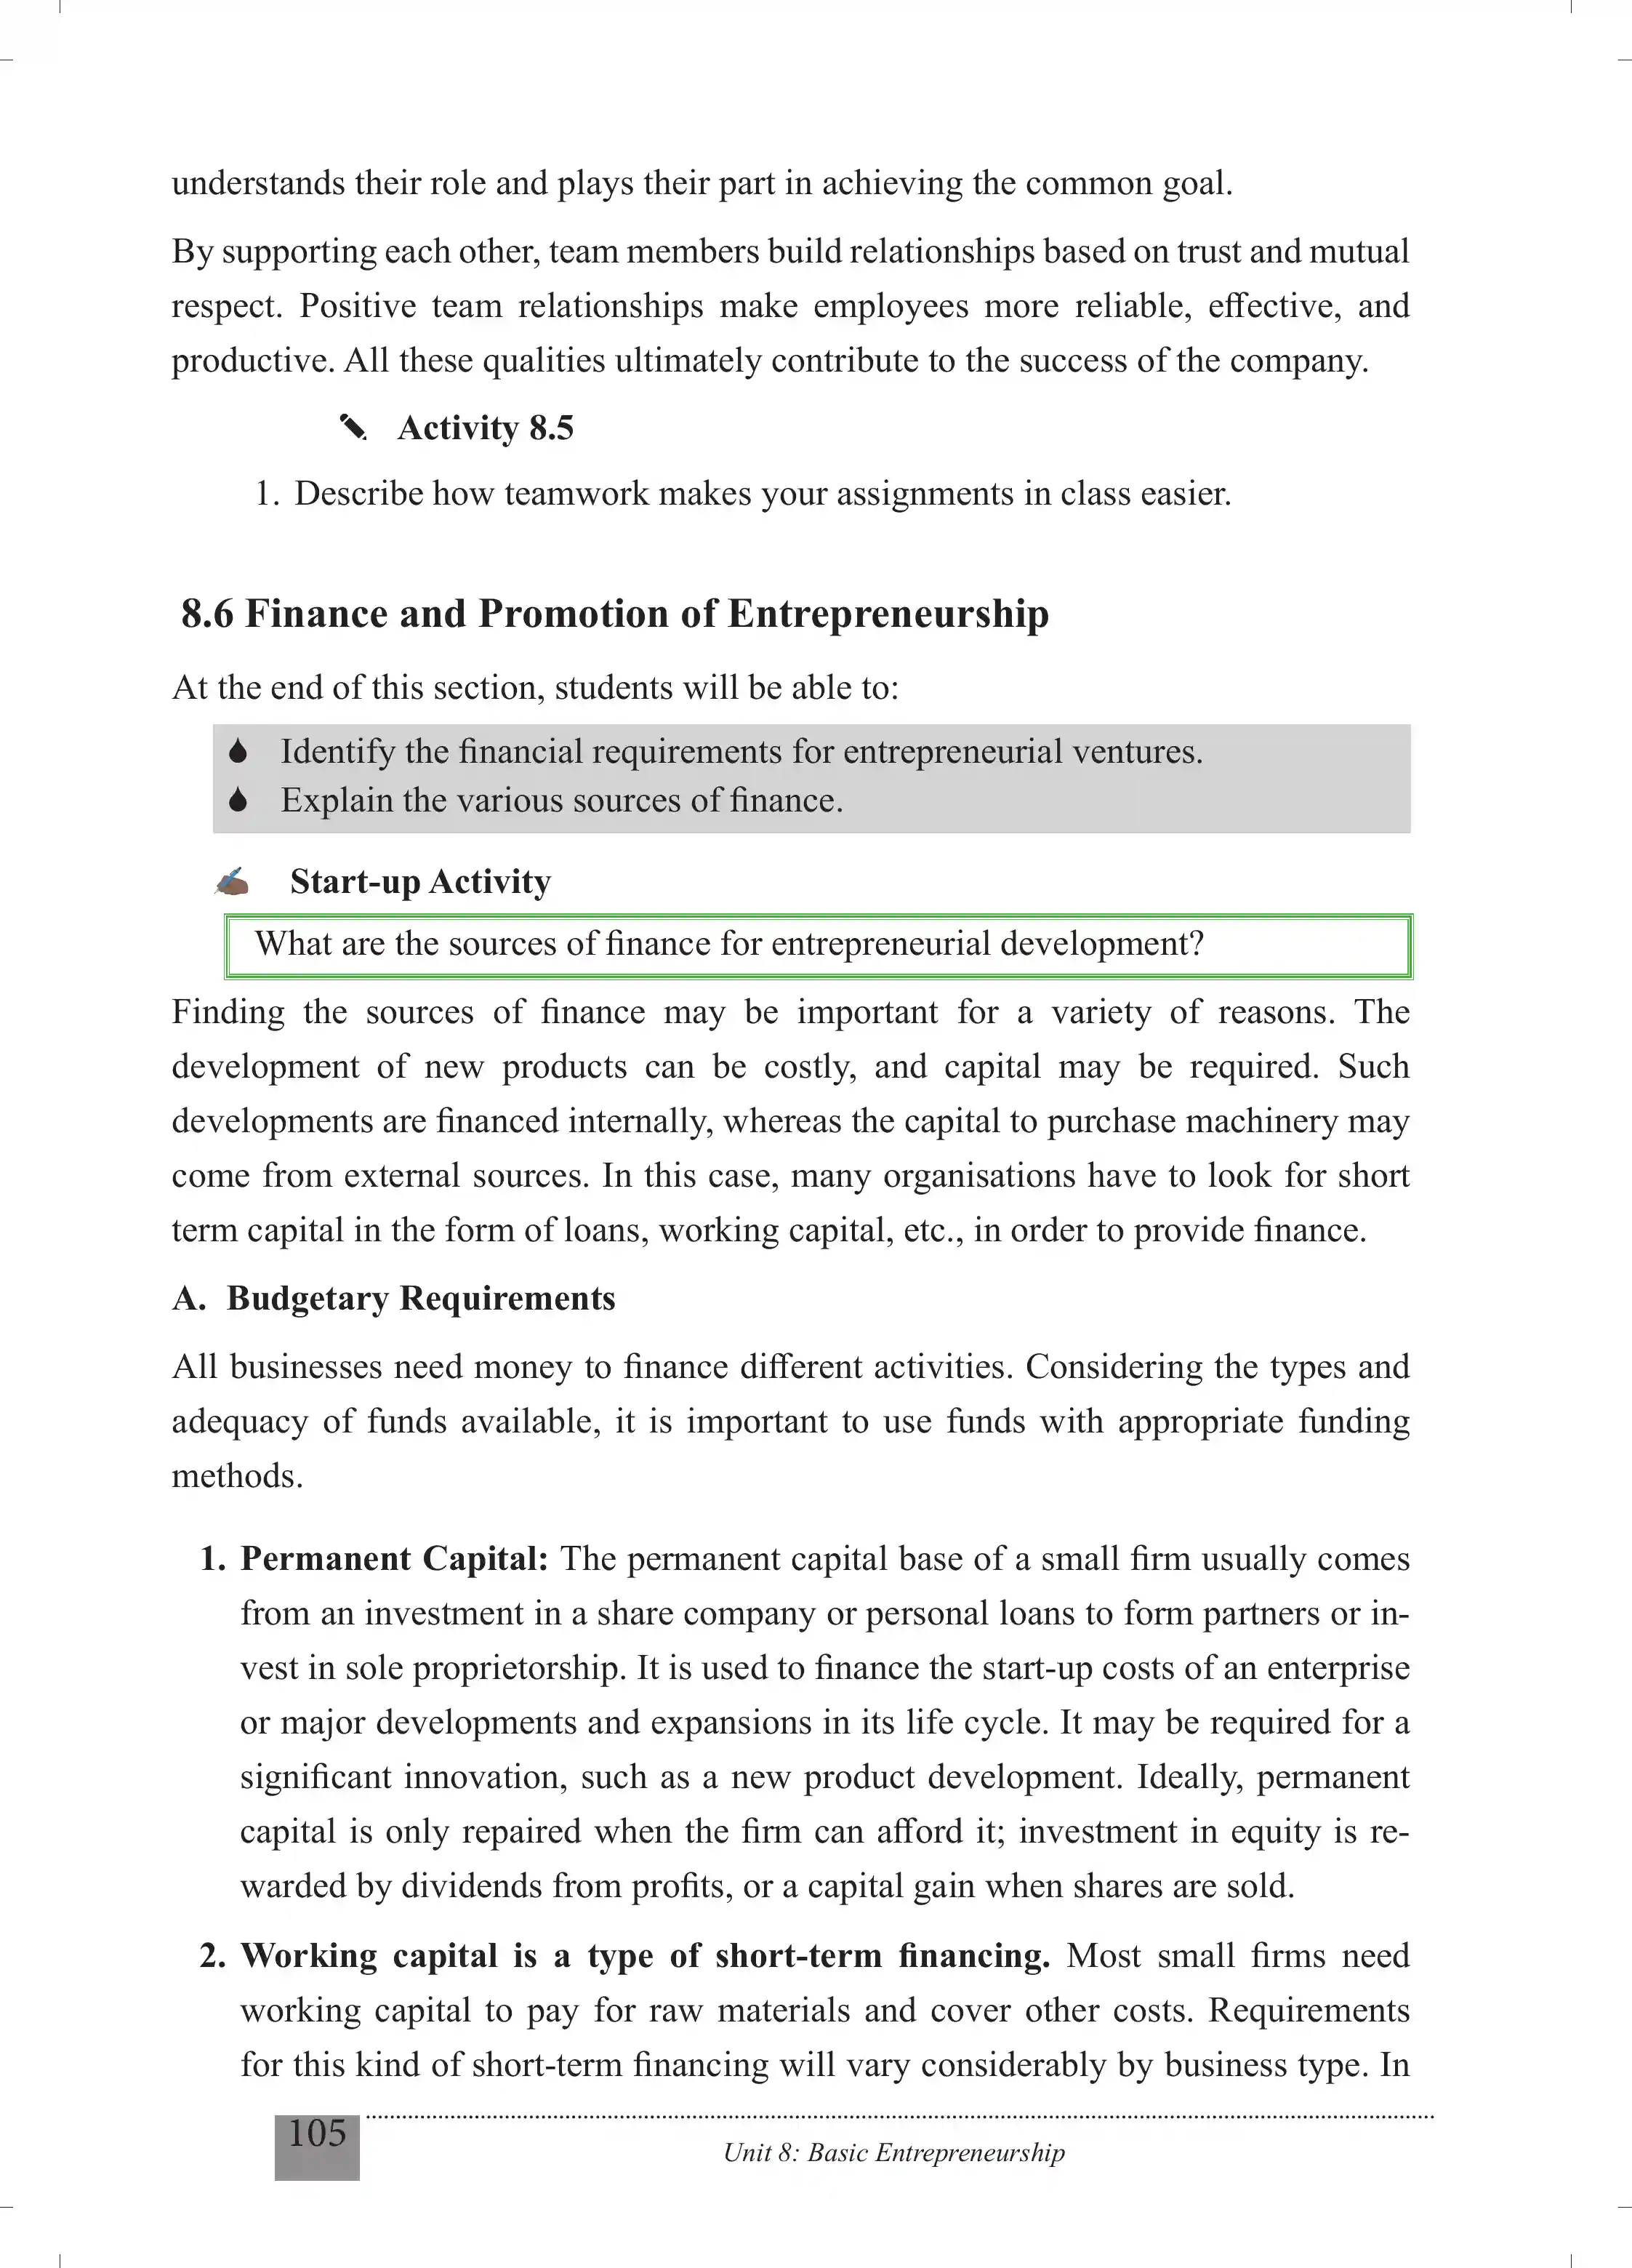 understands their role and plays their part in achieving the common goal.
By supporting each other, team members build relationships based on trust and mutual
respect. Positive team relationships make employees more reliable, effective, and
productive. All these qualities ultimately contribute to the success of the company.
Activity 8.5
1. Describe how teamwork makes your assignments in class easier.
8.6 Finance and Promotion of Entrepreneurship
At the end of this section, students will be able to:
Identify the financial requirements for entrepreneurial ventures.
Explain the various sources of finance.
Start-up Activity
What are the sources of finance for entrepreneurial development?
Finding the sources of finance may be important for a variety of reasons. The
development of new products can be costly, and capital may be required. Such
developments are financed internally, whereas the capital to purchase machinery may
come from external sources. In this case, many organisations have to look for short
term capital in the form of loans, working capital, etc., in order to provide finance.
A. Budgetary Requirements
All businesses need money to finance different activities. Considering the types and
adequacy of funds available, it is important to use funds with appropriate funding
methods.
1. Permanent Capital: The permanent capital base of a small firm usually comes
from an investment in a share company or personal loans to form partners or in-
vest in sole proprietorship. It is used to finance the start-up costs of an enterprise
or major developments and expansions in its life cycle. It may be required for a
significant innovation, such as a new product development. Ideally, permanent
capital is only repaired when the firm can afford it; investment in equity is re-
warded by dividends from profits, or a capital gain when shares are sold.
2. Working capital is a type of short-term financing. Most small firms need
working capital to pay for raw materials and cover other costs. Requirements
for this kind of short-term financing will vary considerably by business type. In
105
Unit 8: Basic Entrepreneurship